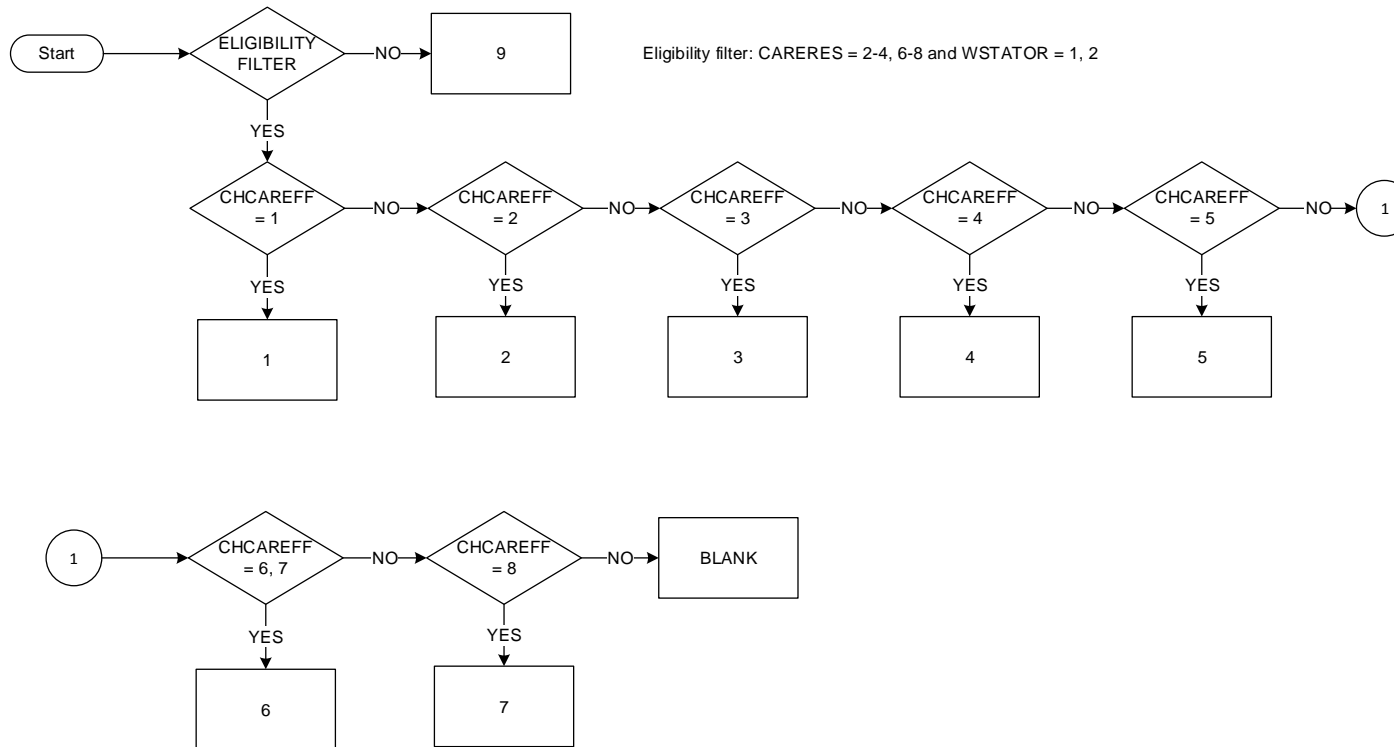 Start
ELIGIBILITY
FILTER
NO
9
Eligibility filter: CARERES = 2-4, 6-8 and WSTATOR = 1, 2
YES
CHCAREFF
= 1
NO
CHCAREFF
= 2
NO
CHCAREFF
= 3
NO
CHCAREFF
= 4
NO
CHCAREFF
= 5
NO
1
YES
YES
YES
YES
YES
1
2
3
4
5
1
CHCAREFF
= 6, 7
NO
CHCAREFF
= 8
NO
BLANK
YES
YES
6
7